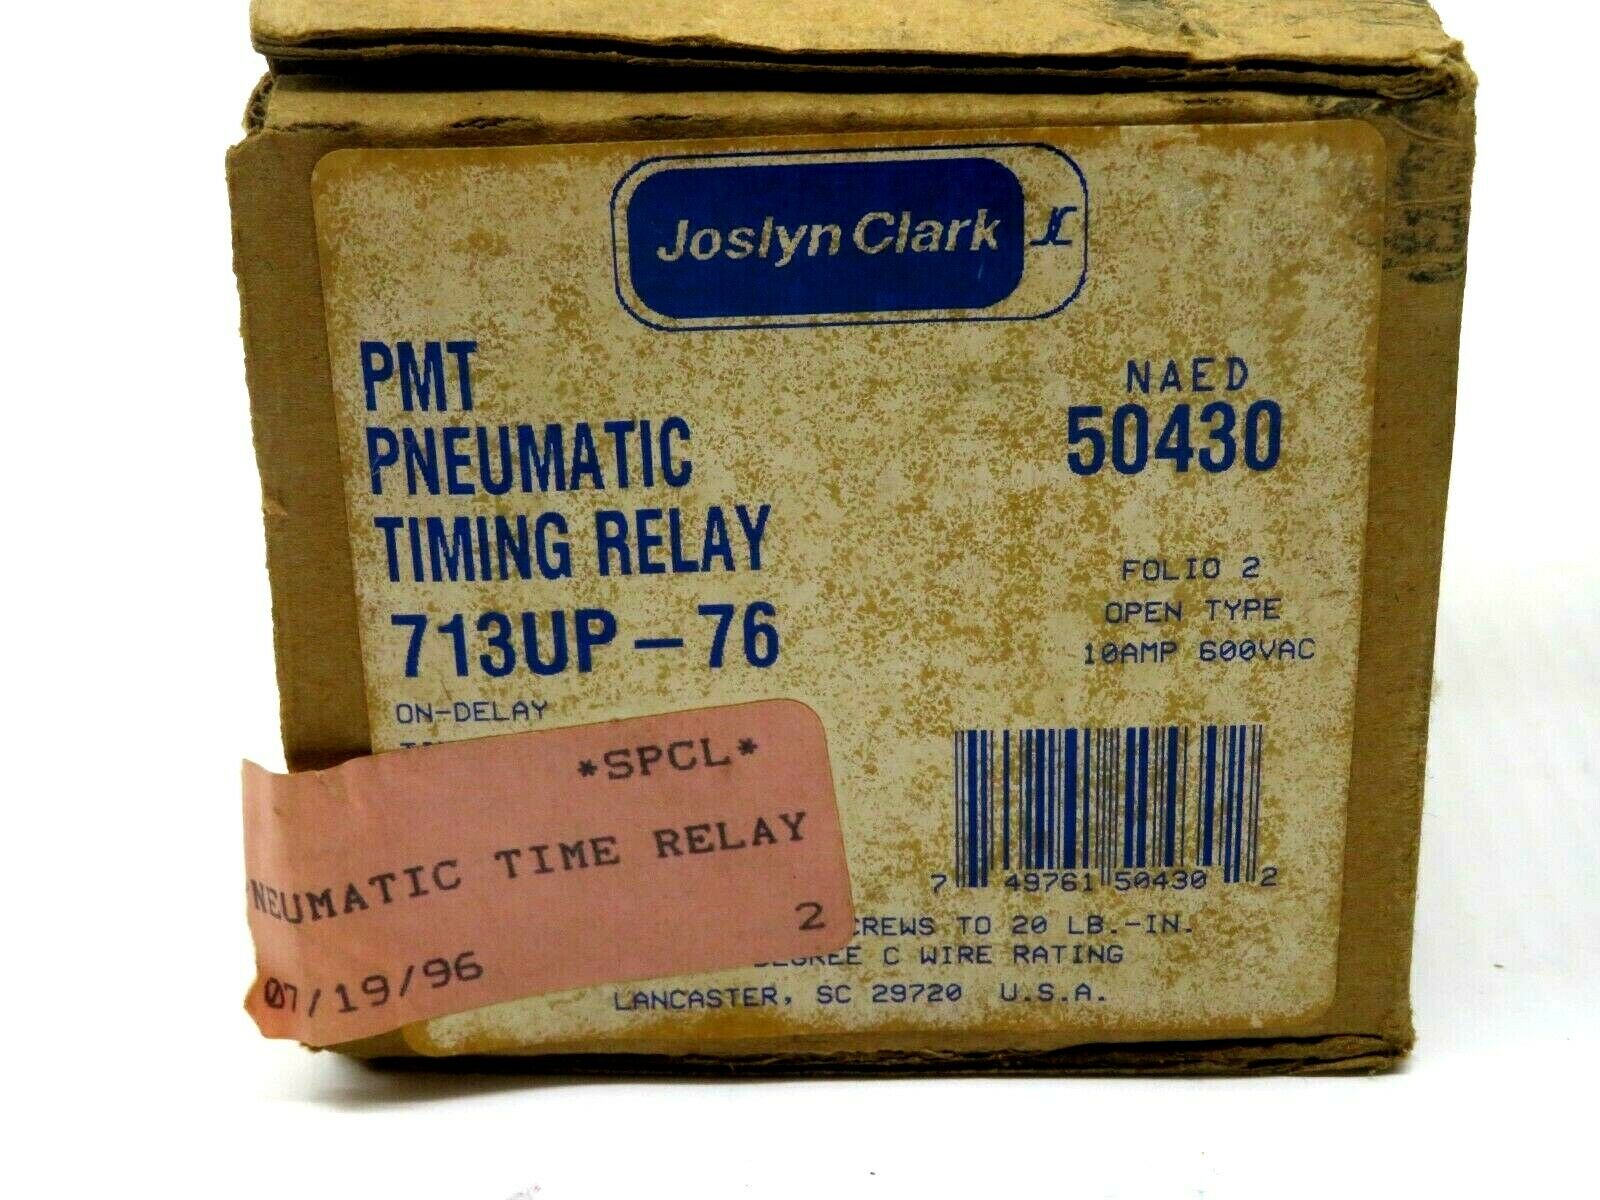 Joslyn Clark JC
PMT
PNEUMATIC
TIMING RELAY
713UP-76
ON-DELAY
NAED
50430
FOLIO 2
OPEN TYPE
10AMP 600VAC
*SPCL*
NEUMATIC TIME RELAY
2
07/19/96
7 49761 50430 2
CREWS TO 20 LB.-IN.
DEGREE C WIRE RATING
LANCASTER, SC 29720 U.S.A.